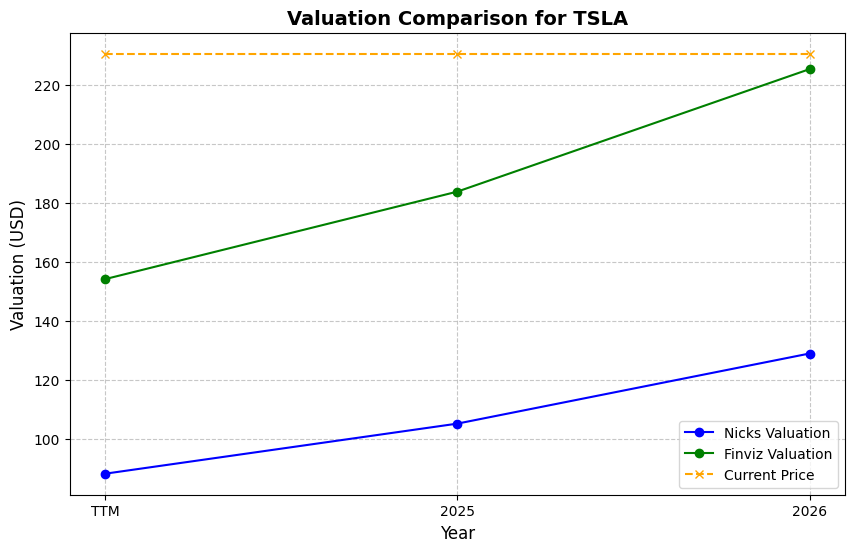 Valuation Comparison for TSLA
Valuation (USD)
220
200
180
160
140
120
100
Nicks Valuation
Finviz Valuation
Current Price
TTM
2025
2026
Year